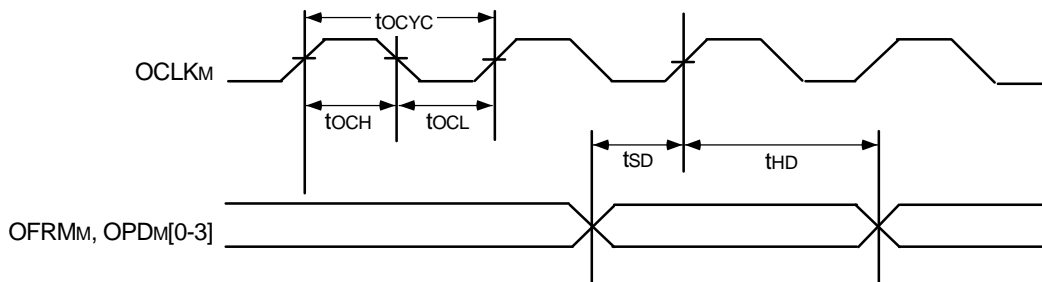 tOCYC
OCLKM
tOCH
tOCL
tSD
tHD
OFRMM, OPDM[0-3]